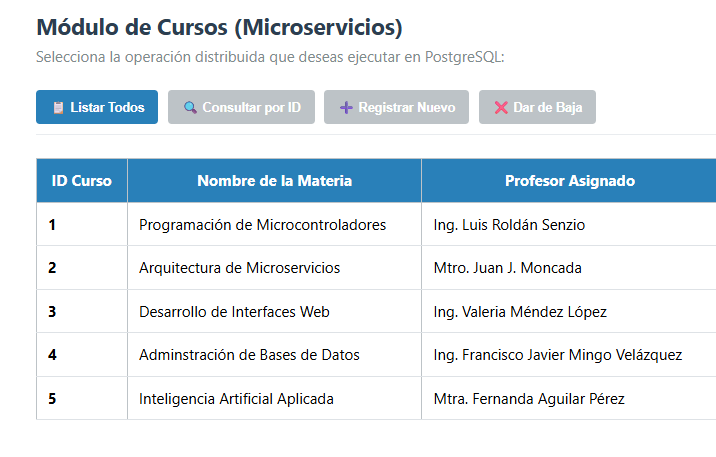 Módulo de Cursos (Microservicios)
Selecciona la operación distribuida que deseas ejecutar en PostgreSQL:
Listar Todos Consultar por ID Registrar Nuevo Dar de Baja
ID Curso Nombre de la Materia Profesor Asignado
1 Programación de Microcontroladores Ing. Luis Roldán Senzio
2 Arquitectura de Microservicios Mtro. Juan J. Moncada
3 Desarrollo de Interfaces Web Ing. Valeria Méndez López
4 Adminstración de Bases de Datos Ing. Francisco Javier Mingo Velázquez
5 Inteligencia Artificial Aplicada Mtra. Fernanda Aguilar Pérez